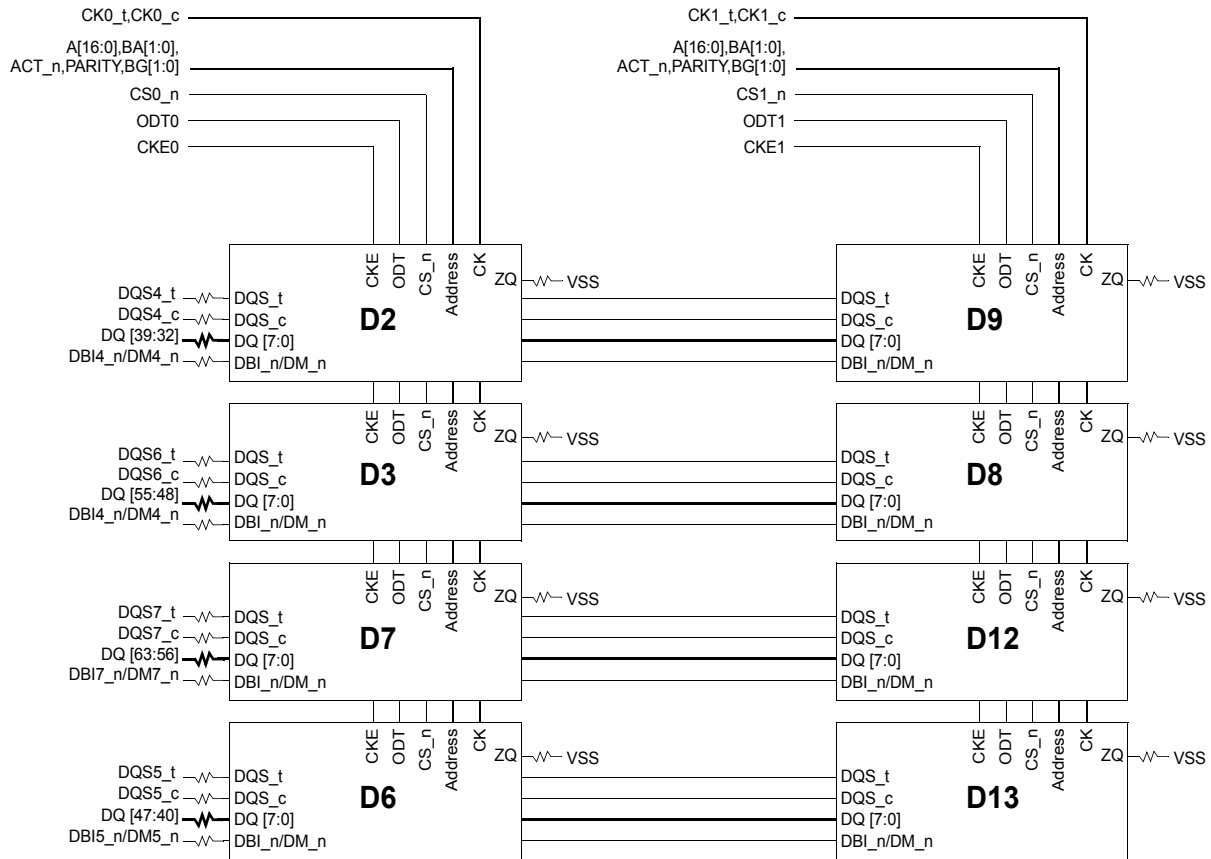 CK0_t,CK0_c
A[16:0],BA[1:0],
ACT_n,PARITY,BG[1:0]
CS0_n
ODT0
CKE0
CK1_t,CK1_c
A[16:0],BA[1:0],
ACT_n,PARITY,BG[1:0]
CS1_n
ODT1
CKE1
DQS4_t
DQS4_c
DQ [39:32]
DBI4_n/DM4_n
CKE
ODT
CS_n
Address
CK
ZQ
VSS
DQS_t
DQS_c
DQ [7:0]
DBI_n/DM_n
D2
CKE
ODT
CS_n
Address
CK
ZQ
VSS
DQS_t
DQS_c
DQ [7:0]
DBI_n/DM_n
D9
DQS6_t
DQS6_c
DQ [55:48]
DBI4_n/DM4_n
CKE
ODT
CS_n
Address
CK
ZQ
VSS
DQS_t
DQS_c
DQ [7:0]
DBI_n/DM_n
D3
CKE
ODT
CS_n
Address
CK
ZQ
VSS
DQS_t
DQS_c
DQ [7:0]
DBI_n/DM_n
D8
DQS7_t
DQS7_c
DQ [63:56]
DBI7_n/DM7_n
CKE
ODT
CS_n
Address
CK
ZQ
VSS
DQS_t
DQS_c
DQ [7:0]
DBI_n/DM_n
D7
CKE
ODT
CS_n
Address
CK
ZQ
VSS
DQS_t
DQS_c
DQ [7:0]
DBI_n/DM_n
D12
DQS5_t
DQS5_c
DQ [47:40]
DBI5_n/DM5_n
CKE
ODT
CS_n
Address
CK
ZQ
VSS
DQS_t
DQS_c
DQ [7:0]
DBI_n/DM_n
D6
CKE
ODT
CS_n
Address
CK
ZQ
VSS
DQS_t
DQS_c
DQ [7:0]
DBI_n/DM_n
D13